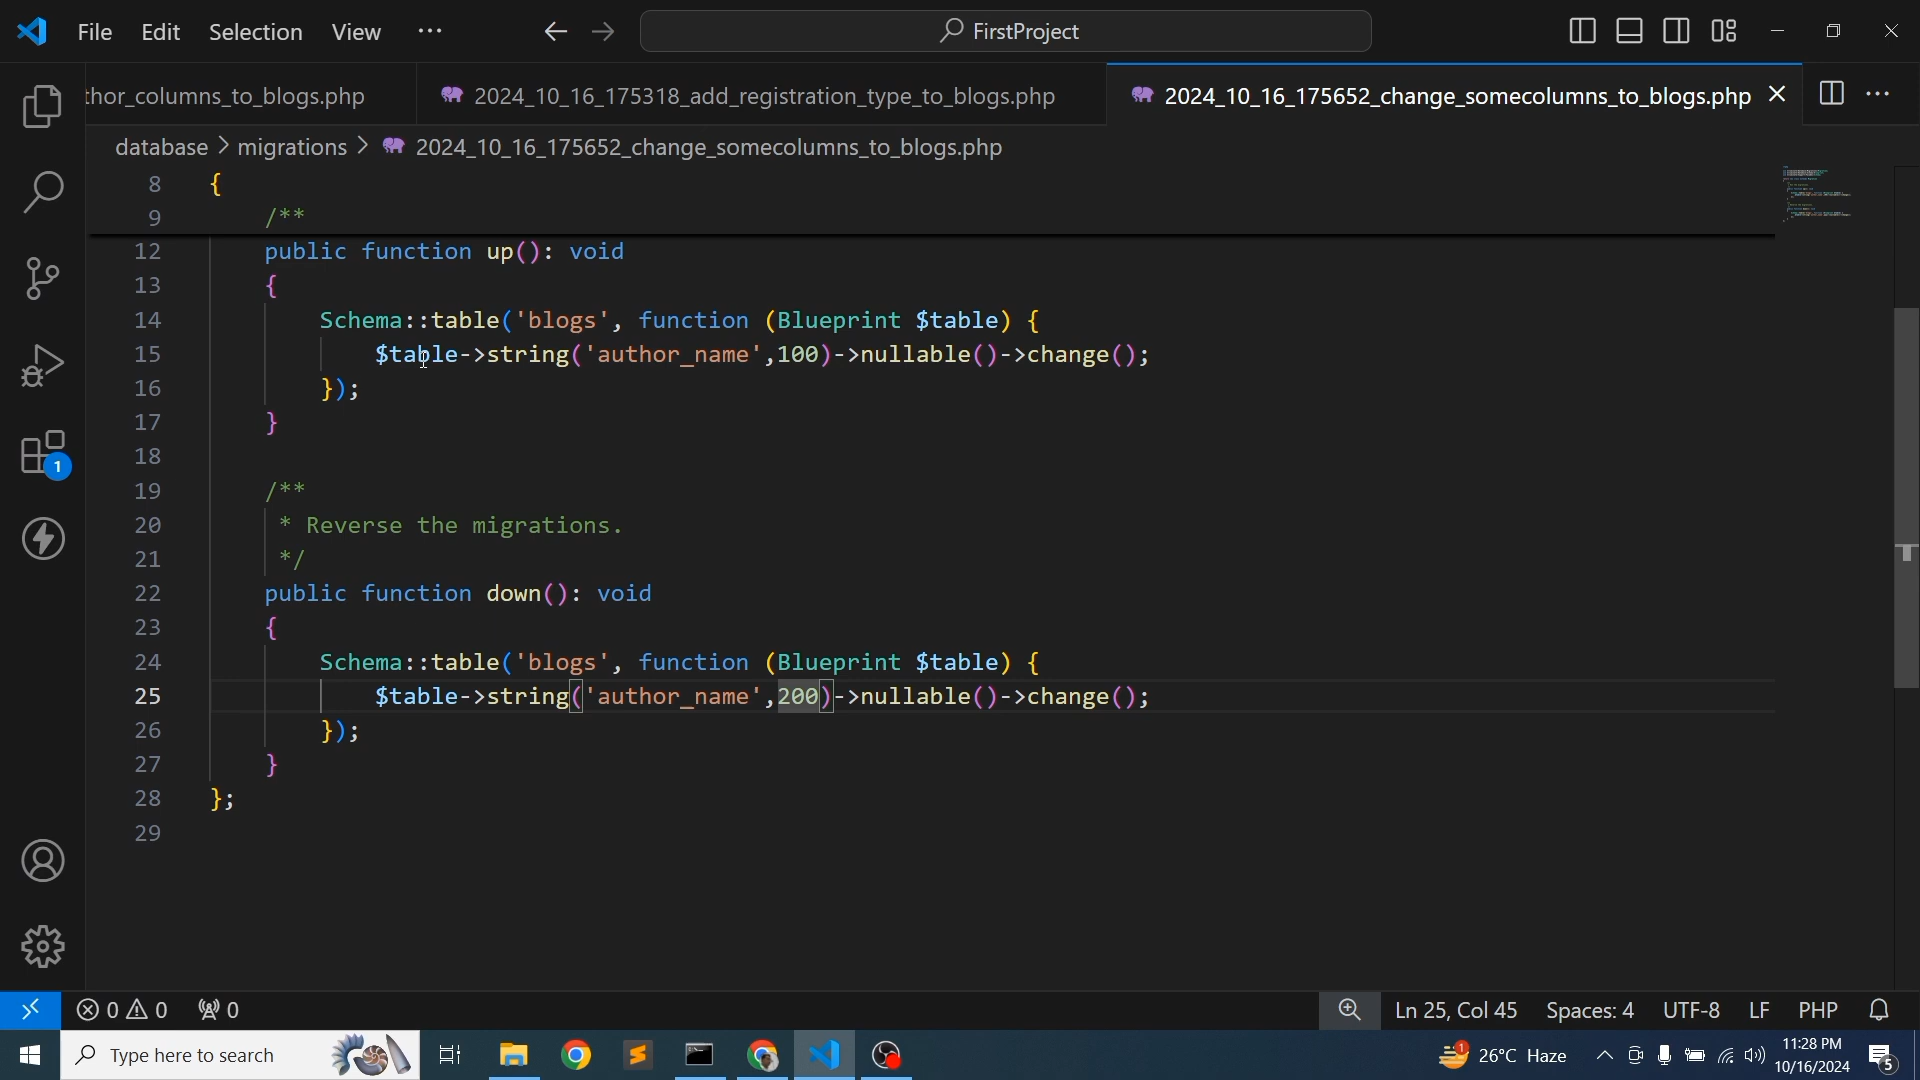 File Edit Selection View ··· FirstProject
thor_columns_to_blogs.php 2024_10_16_175318_add_registration_type_to_blogs.php 2024_10_16_175652_change_somecolumns_to_blogs.php
database > migrations > 2024_10_16_175652_change_somecolumns_to_blogs.php
8 {
9 /**
12 public function up(): void
13 {
14 Schema::table('blogs', function (Blueprint $table) {
15 $table->string('author_name',100)->nullable()->change();
16 });
17 }
18
19 /**
20 * Reverse the migrations.
21 */
22 public function down(): void
23 {
24 Schema::table('blogs', function (Blueprint $table) {
25 $table->string('author_name',200)->nullable()->change();
26 });
27 }
28 };
29
1
0 0 0 Ln 25, Col 45 Spaces: 4 UTF-8 LF PHP
Type here to search 1 26°C Haze 11:28 PM
10/16/2024 5